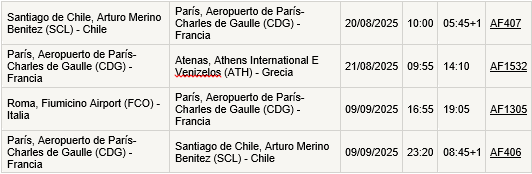 Santiago de Chile, Arturo Merino
Benitez (SCL) - Chile
París, Aeropuerto de París-
Charles de Gaulle (CDG) -
Francia
20/08/2025
10:00
05:45+1
AF407
París, Aeropuerto de París-
Charles de Gaulle (CDG) -
Francia
Atenas, Athens International E
Venizelos (ATH) - Grecia
21/08/2025
09:55
14:10
AF1532
Roma, Fiumicino Airport (FCO) -
Italia
París, Aeropuerto de París-
Charles de Gaulle (CDG) -
Francia
09/09/2025
16:55
19:05
AF1305
París, Aeropuerto de París-
Charles de Gaulle (CDG) -
Francia
Santiago de Chile, Arturo Merino
Benitez (SCL) - Chile
09/09/2025
23:20
08:45+1
AF406